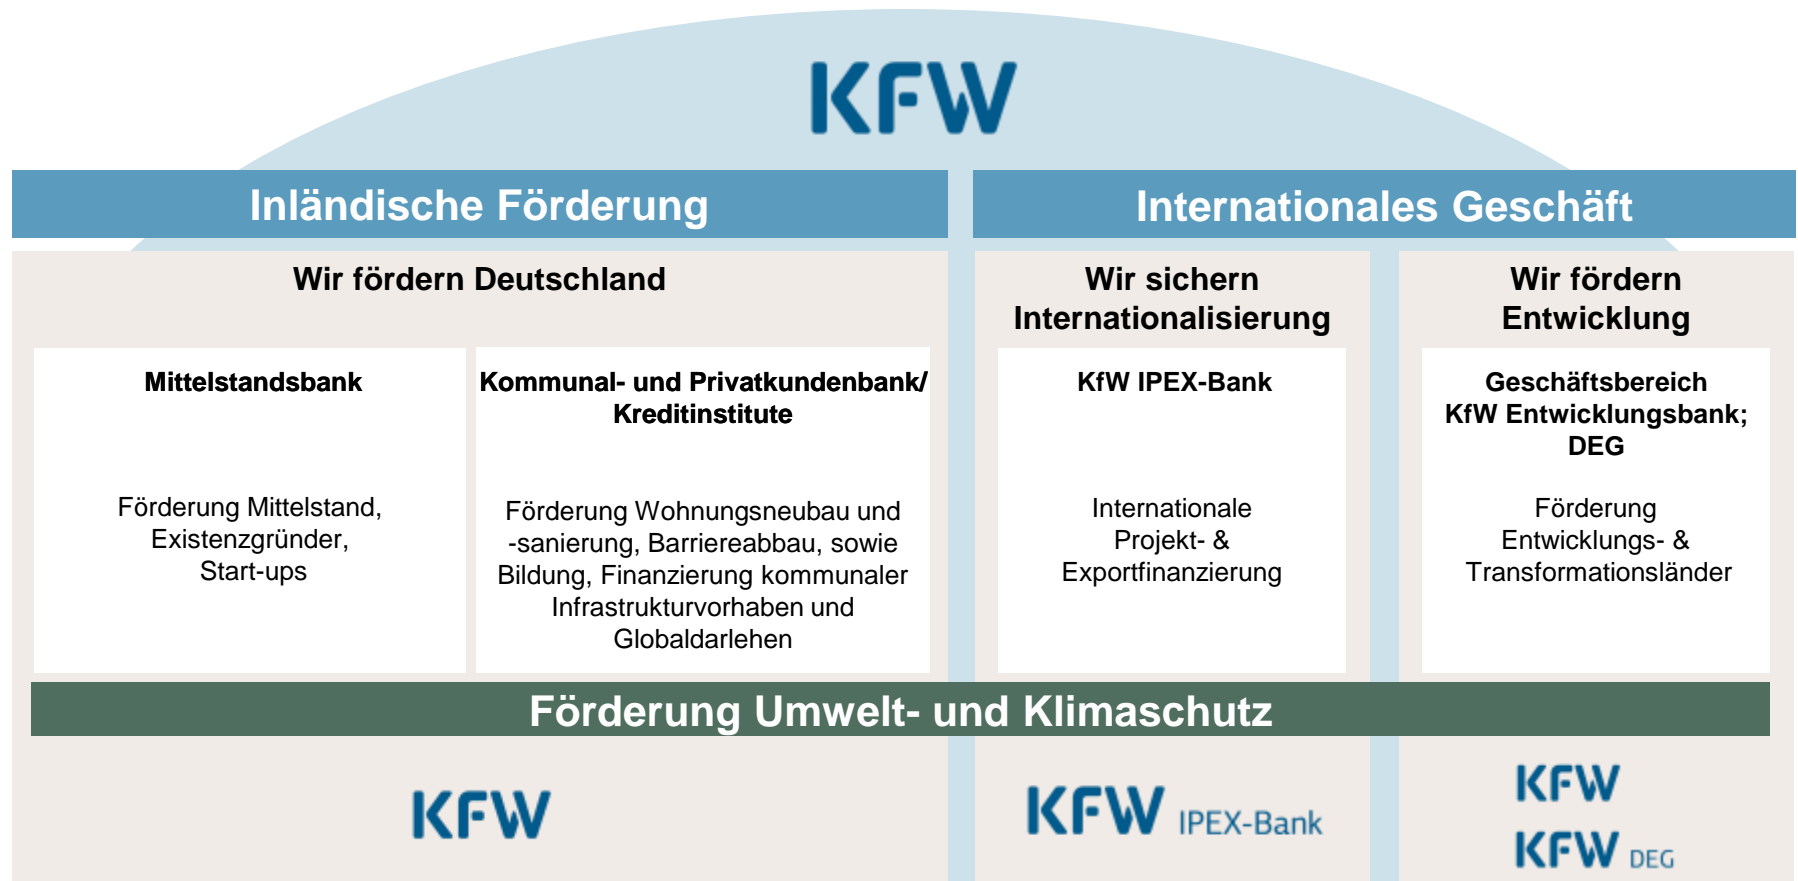 KFW
Inländische Förderung
Internationales Geschäft
Wir fördern Deutschland
Wir sichern
Internationalisierung
Wir fördern
Entwicklung
Mittelstandsbank
Förderung Mittelstand,
Existenzgründer,
Start-ups
Kommunal- und Privatkundenbank/
Kreditinstitute
Förderung Wohnungsneubau und
-sanierung, Barriereabbau, sowie
Bildung, Finanzierung kommunaler
Infrastrukturvorhaben und
Globaldarlehen
KfW IPEX-Bank
Internationale
Projekt- &
Exportfinanzierung
Geschäftsbereich
KfW Entwicklungsbank;
DEG
Förderung
Entwicklungs- &
Transformationsländer
Förderung Umwelt- und Klimaschutz
KFW
KFW IPEX-Bank
KFW
KFW DEG